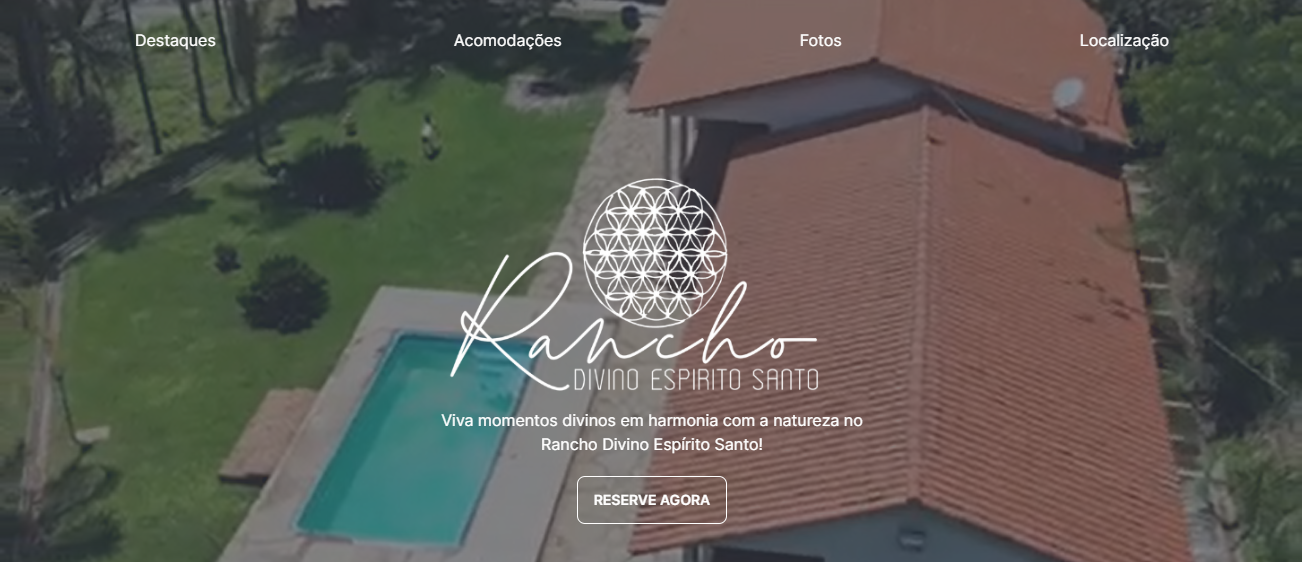 Destaques
Acomodações
Fotos
Localização
Rancho
DIVINO ESPIRITO SANTO
Viva momentos divinos em harmonia com a natureza no
Rancho Divino Espírito Santo!
RESERVE AGORA